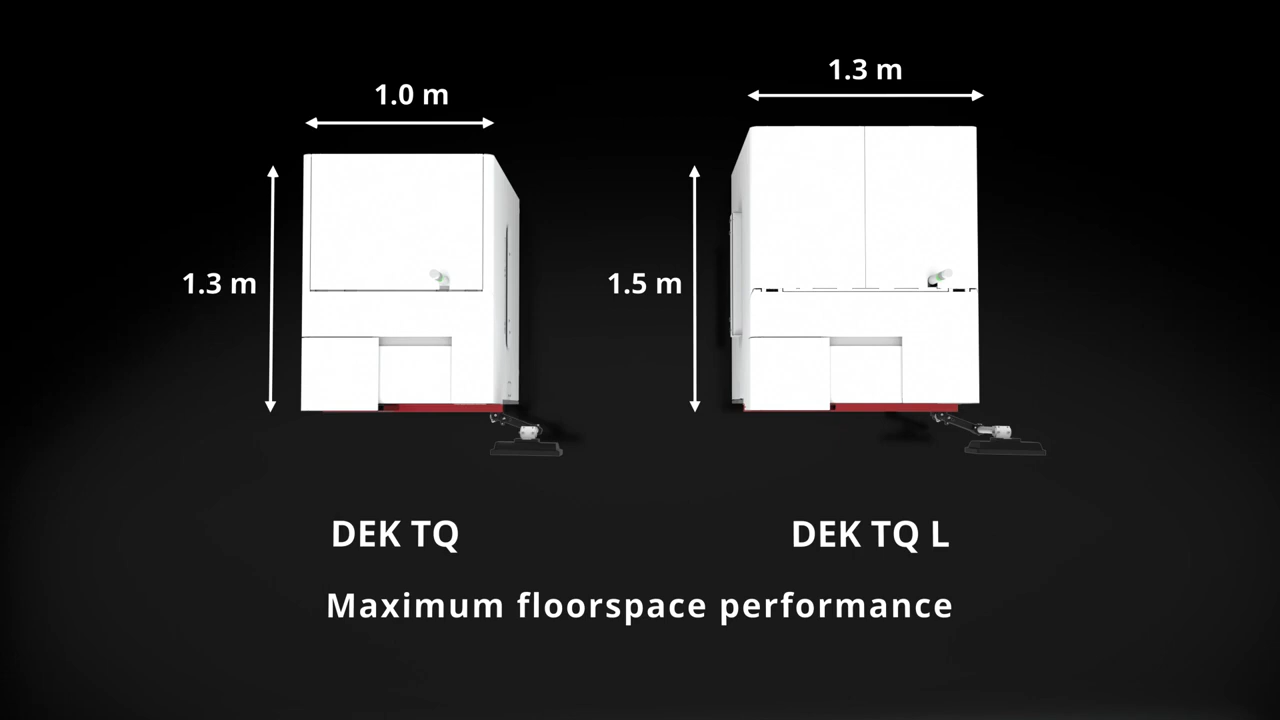 1.0 m
1.3 m
1.3 m
1.5 m
DEK TQ
DEK TQ L
Maximum floorspace performance